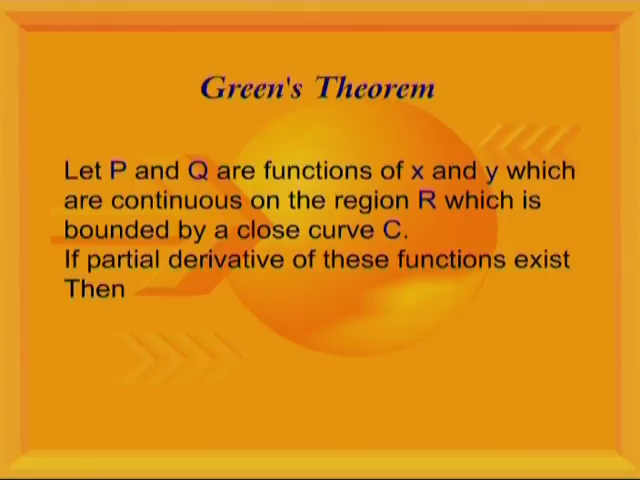 Green's Theorem
Let P and Q are functions of x and y which
are continuous on the region R which is
bounded by a close curve C.
If partial derivative of these functions exist
Then